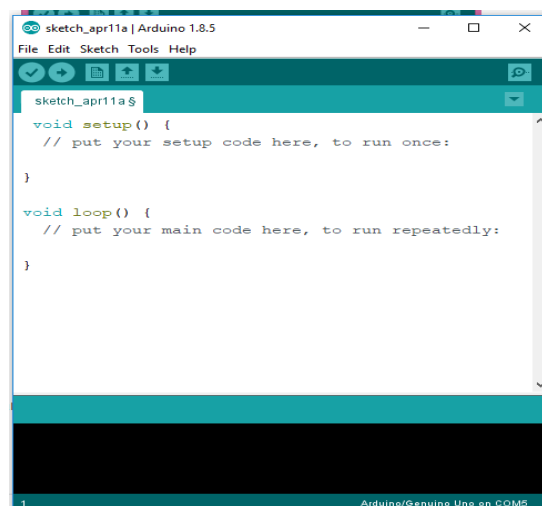 sketch_apr11a | Arduino 1.8.5
File Edit Sketch Tools Help
sketch_apr11a §
void setup() {
  // put your setup code here, to run once:
}
void loop() {
  // put your main code here, to run repeatedly:
}
1 Arduino/Genuino Uno on COM5